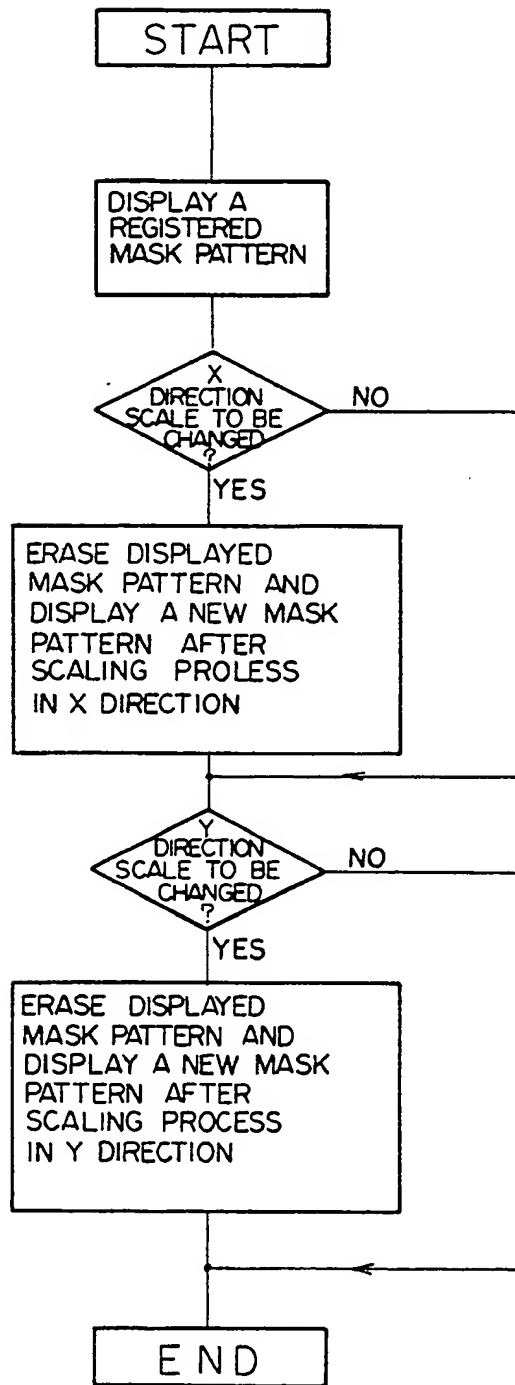 START
DISPLAY A
REGISTERED
MASK PATTERN
X
DIRECTION
SCALE TO BE
CHANGED
?
NO
YES
ERASE DISPLAYED
MASK PATTERN AND
DISPLAY A NEW MASK
PATTERN AFTER
SCALING PROLESS
IN X DIRECTION
Y
DIRECTION
SCALE TO BE
CHANGED
?
NO
YES
ERASE DISPLAYED
MASK PATTERN AND
DISPLAY A NEW MASK
PATTERN AFTER
SCALING PROCESS
IN Y DIRECTION
END